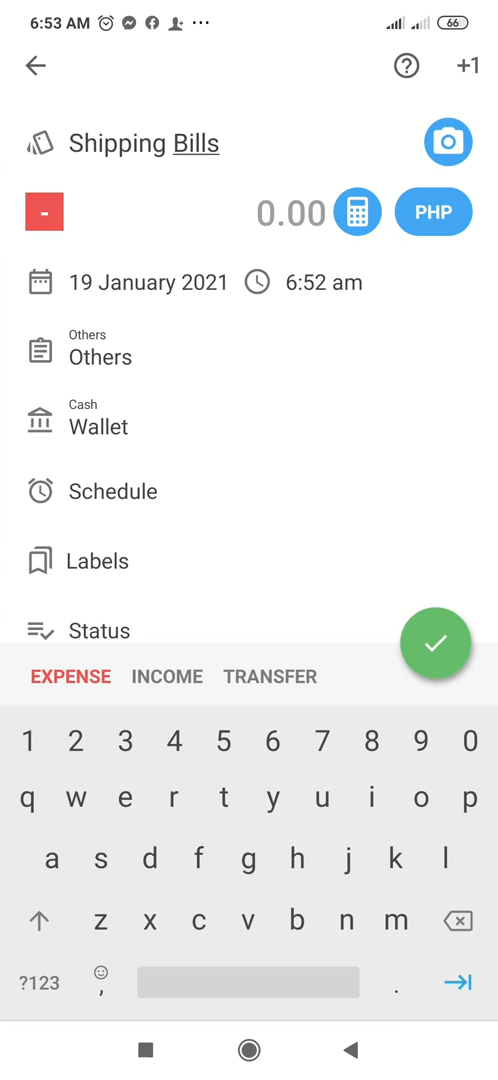 6:53 AM 66
+1
Shipping Bills
- 0.00 PHP
19 January 2021 6:52 am
Others
Others
Cash
Wallet
Schedule
Labels
Status
EXPENSE INCOME TRANSFER
1 2 3 4 5 6 7 8 9 0
q w e r t y u i o p
a s d f g h j k l
z x c v b n m
?123 , .